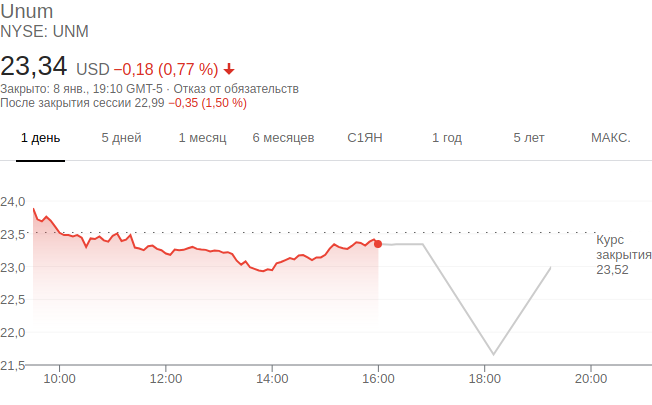 Unum
NYSE: UNM
23,34 USD −0,18 (0,77 %)
Закрыто: 8 янв., 19:10 GMT-5 · Отказ от обязательств
После закрытия сессии 22,99 −0,35 (1,50 %)
1 день 5 дней 1 месяц 6 месяцев С1ЯН 1 год 5 лет МАКС.
24,0
23,5
Курс
закрытия
23,52
23,0
22,5
22,0
21,5
10:00 12:00 14:00 16:00 18:00 20:00